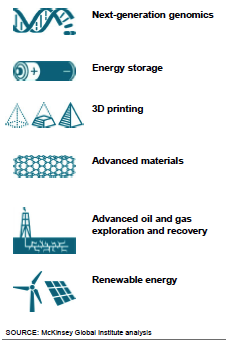 Next-generation genomics
Energy storage
3D printing
Advanced materials
Advanced oil and gas
exploration and recovery
Renewable energy
SOURCE: McKinsey Global Institute analysis